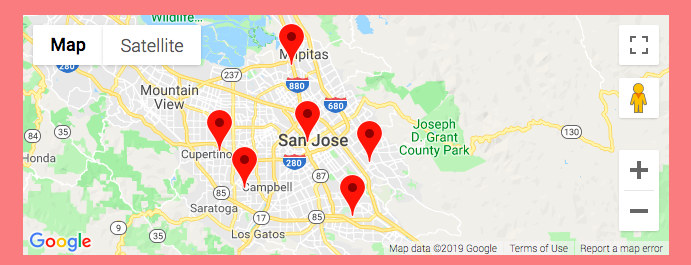 Wildlife...
Map
Satellite
Milpitas
280
237
880
Mountain
View
680
84
35
San Jose
Joseph
D. Grant
County Park
130
Honda
Cupertino
280
87
Campbell
85
Saratoga
35
9
17
85
Los Gatos
Google
Map data ©2019 Google
Terms of Use
Report a map error